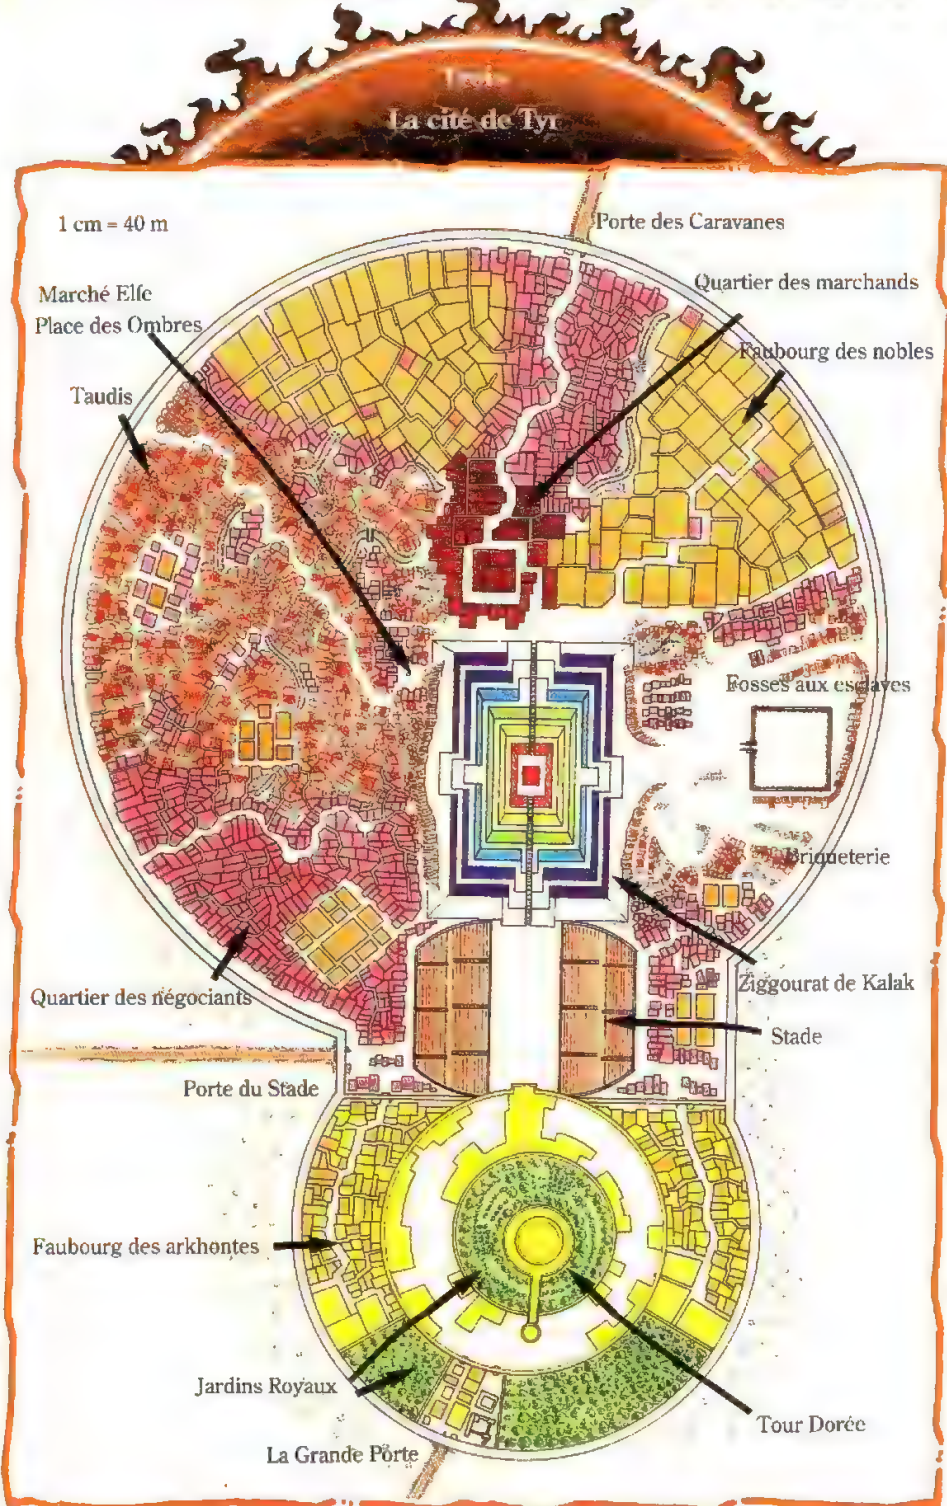 La cité de Tyr
1 cm = 40 m
Porte des Caravanes
Quartier des marchands
Marché Elfe
Place des Ombres
Faubourg des nobles
Taudis
Fosses aux esclaves
Briqueterie
Ziggourat de Kalak
Quartier des négociants
Stade
Porte du Stade
Faubourg des arkhontes
Jardins Royaux
Tour Dorée
La Grande Porte